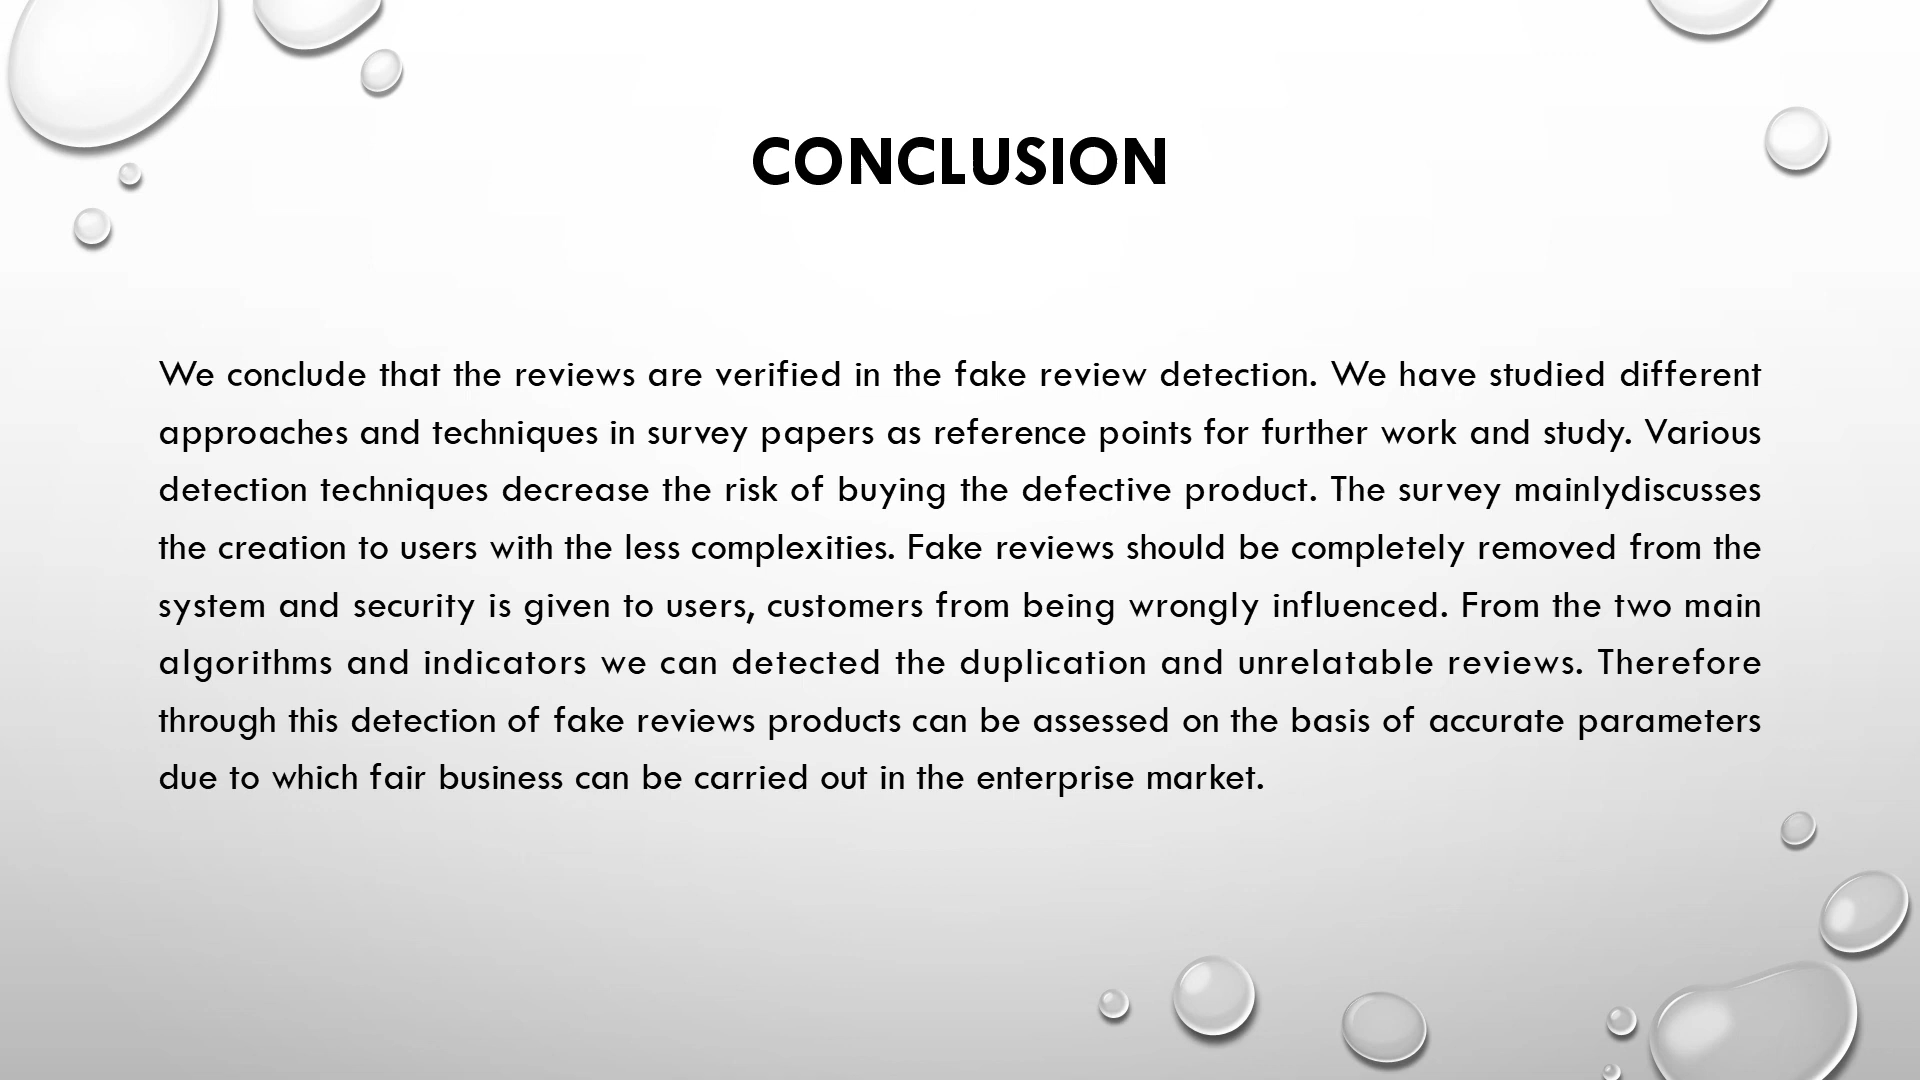 CONCLUSION
We conclude that the reviews are verified in the fake review detection. We have studied different
approaches and techniques in survey papers as reference points for further work and study. Various
detection techniques decrease the risk of buying the defective product. The survey mainlydiscusses
the creation to users with the less complexities. Fake reviews should be completely removed from the
system and security is given to users, customers from being wrongly influenced. From the two main
algorithms and indicators we can detected the duplication and unrelatable reviews. Therefore
through this detection of fake reviews products can be assessed on the basis of accurate parameters
due to which fair business can be carried out in the enterprise market.